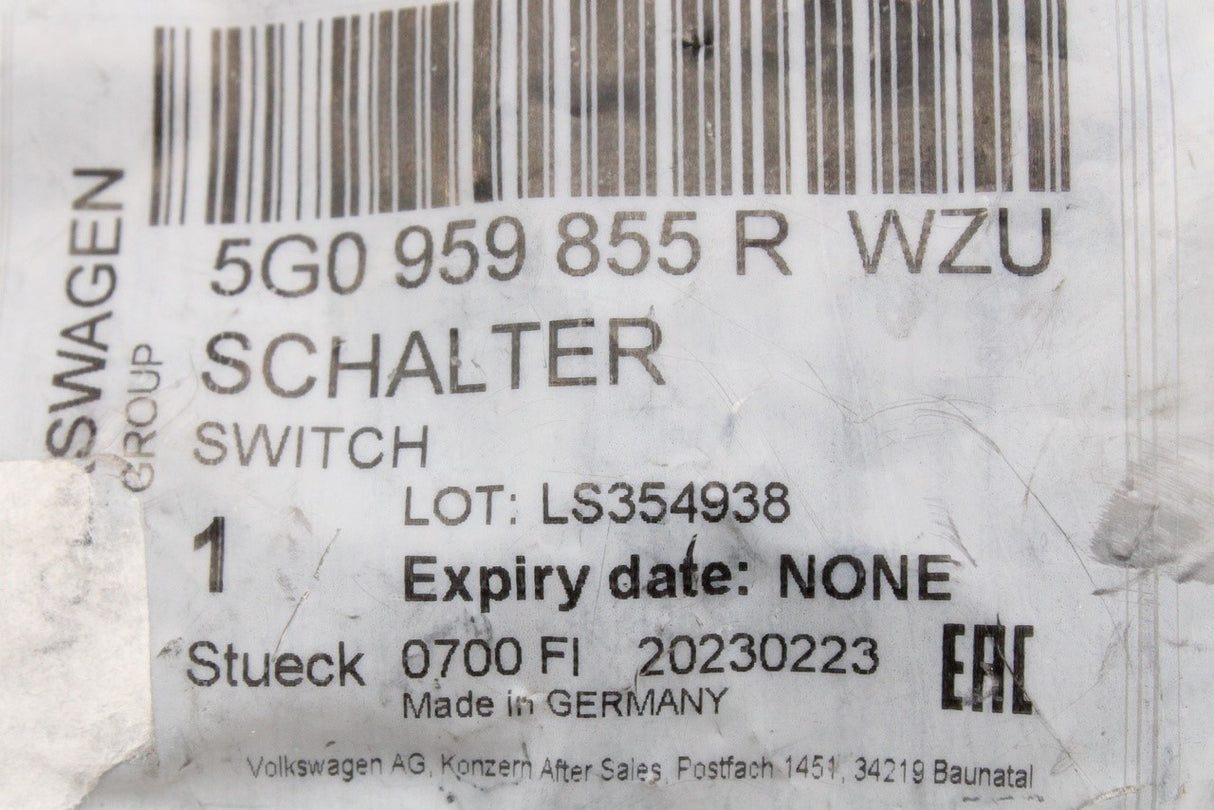 SWAGEN
GROUP
5G0 959 855 R WZU
SCHALTER
SWITCH
LOT: LS354938
1 Expiry date: NONE
Stueck 0700 FI 20230223 EAC
Made in GERMANY
Volkswagen AG, Konzern After Sales, Postfach 1451, 34219 Baunatal